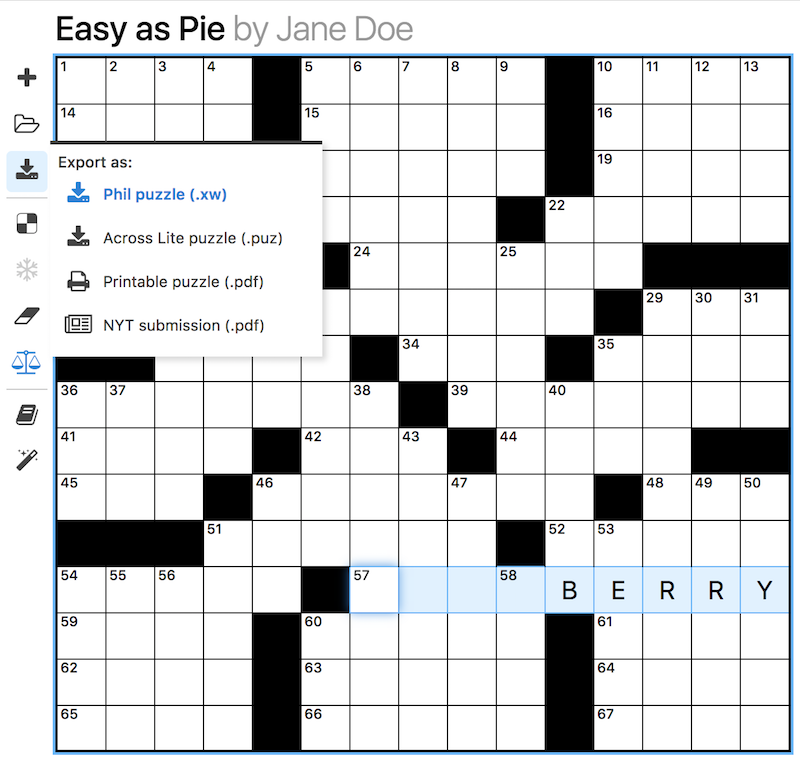 Easy as Pie by Jane Doe
1 2 3 4 5 6 7 8 9 10 11 12 13
14 15 16
Export as:
Phil puzzle (.xw)
Across Lite puzzle (.puz)
Printable puzzle (.pdf)
NYT submission (.pdf)
19
22
24 25
29 30 31
34 35
36 37 38 39 40
41 42 43 44
45 46 47 48 49 50
51 52 53
54 55 56 57 58
B E R R Y
59 60 61
62 63 64
65 66 67